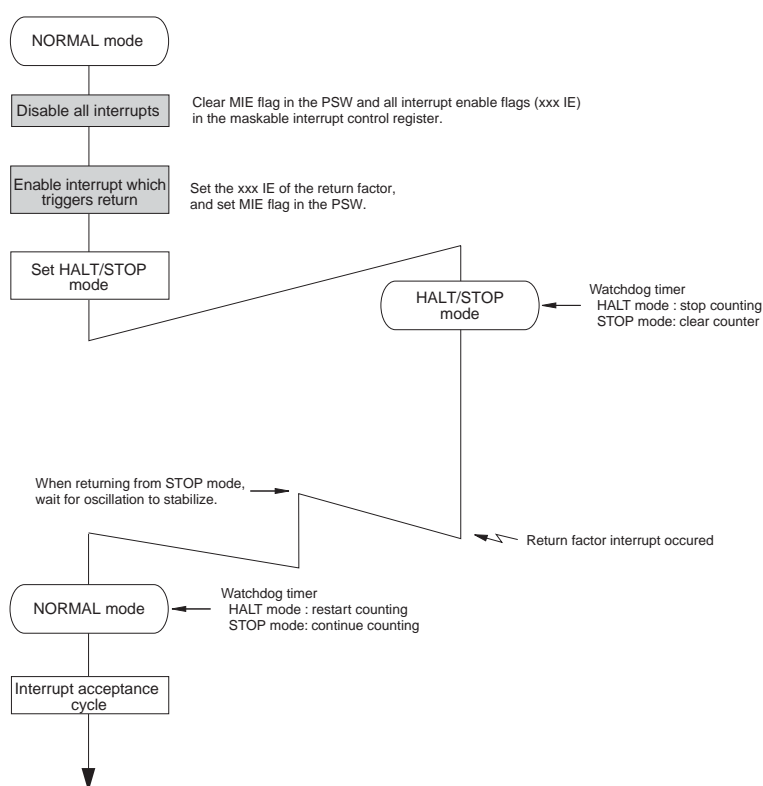 NORMAL mode
Disable all interrupts
Clear MIE flag in the PSW and all interrupt enable flags (xxx IE)
in the maskable interrupt control register.
Enable interrupt which
triggers return
Set the xxx IE of the return factor,
and set MIE flag in the PSW.
Set HALT/STOP
mode
HALT/STOP
mode
Watchdog timer
HALT mode : stop counting
STOP mode: clear counter
When returning from STOP mode,
wait for oscillation to stabilize.
Return factor interrupt occured
NORMAL mode
Watchdog timer
HALT mode : restart counting
STOP mode: continue counting
Interrupt acceptance
cycle